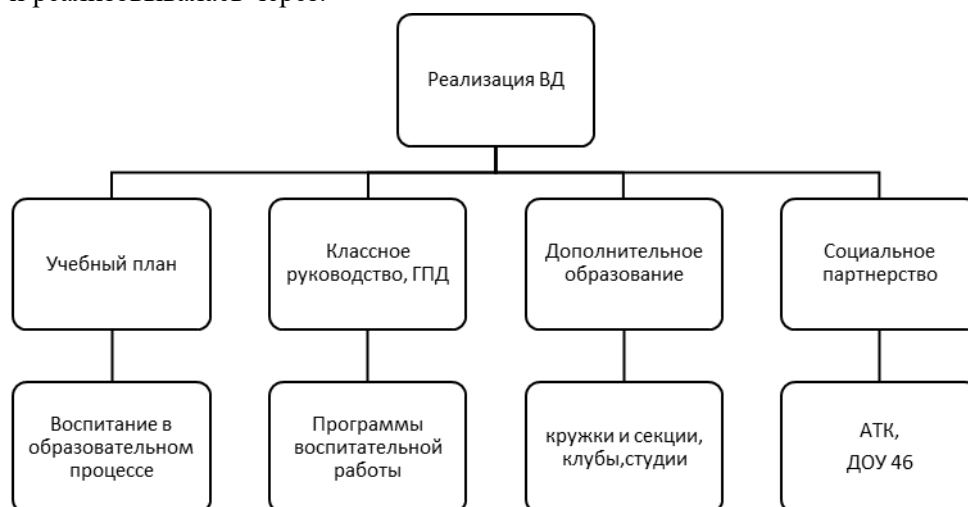 и реализовывалась через:
Реализация ВД
Учебный план
Классное
руководство, ГПД
Дополнительное
образование
Социальное
партнерство
Воспитание в
образовательном
процессе
Программы
воспитательной
работы
кружки и секции,
клубы,студии
АТК,
ДОУ 46